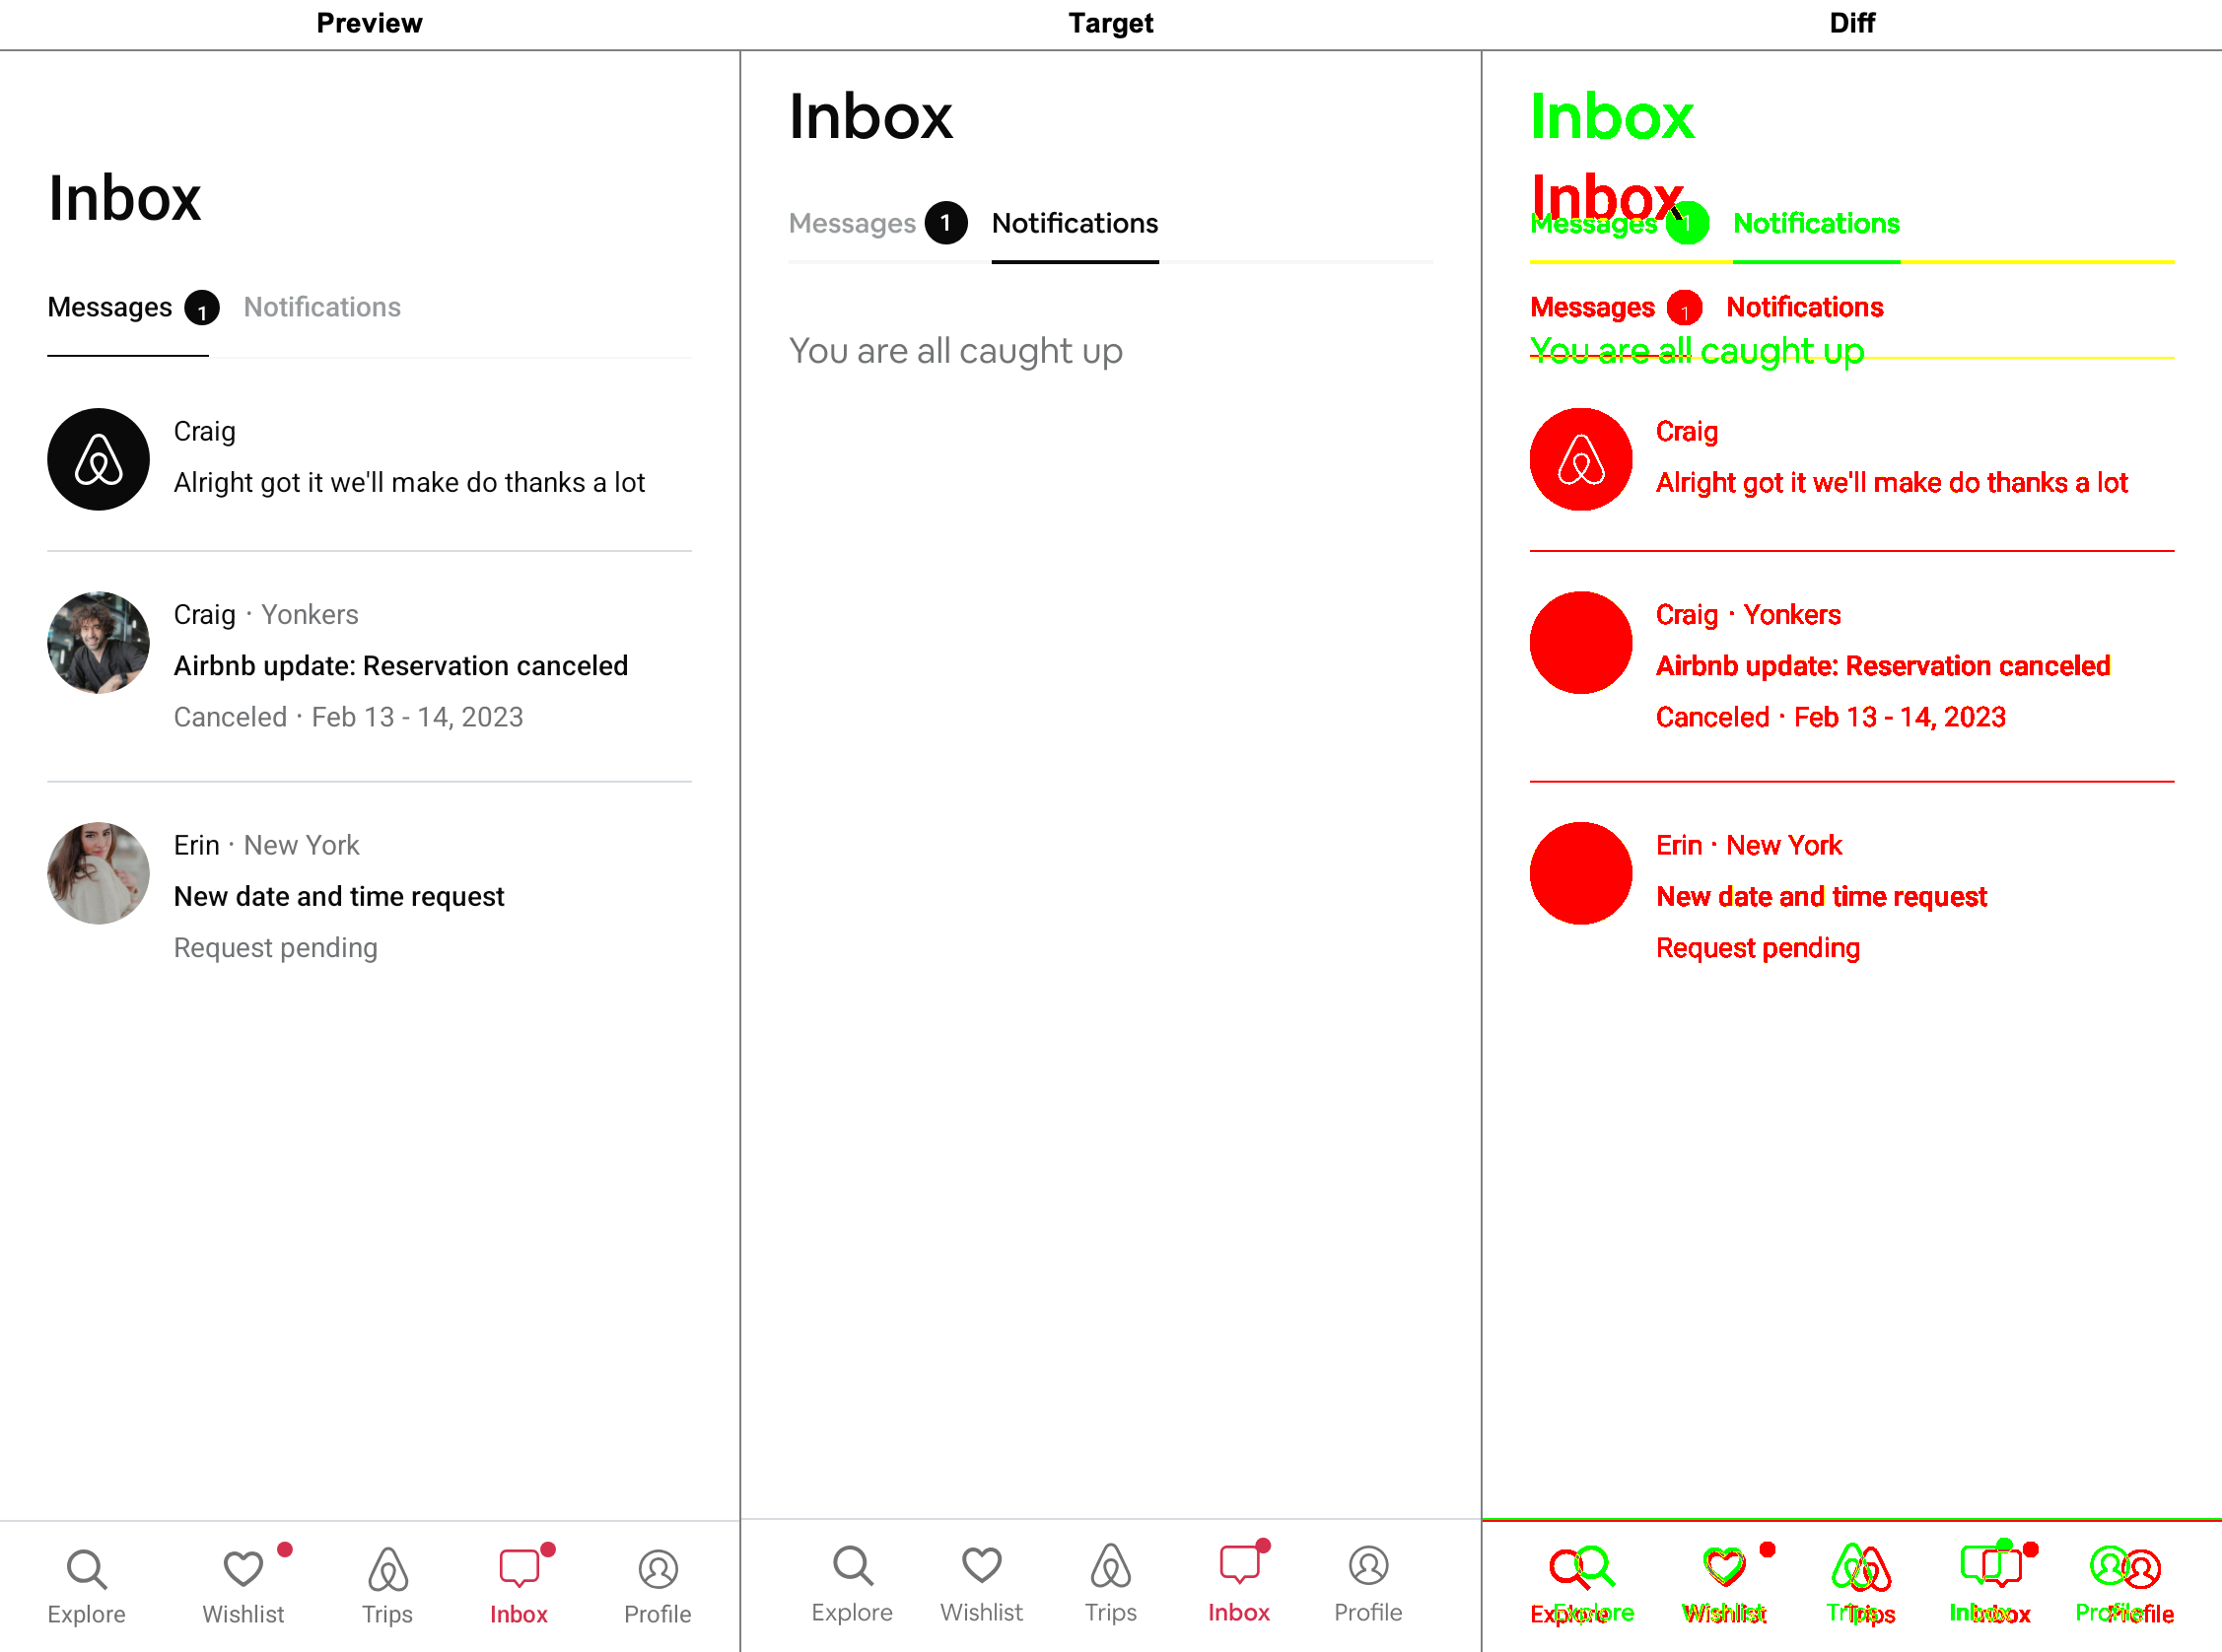 Preview
Inbox
Messages 1 Notifications
Craig
Alright got it we'll make do thanks a lot
Craig · Yonkers
Airbnb update: Reservation canceled
Canceled · Feb 13 - 14, 2023
Erin · New York
New date and time request
Request pending
Explore Wishlist Trips Inbox Profile
Target
Inbox
Messages 1 Notifications
You are all caught up
Explore Wishlist Trips Inbox Profile
Diff
Inbox
Inbox
Messages 1 Notifications
Messages 1 Notifications
You are all caught up
Craig
Alright got it we'll make do thanks a lot
Craig · Yonkers
Airbnb update: Reservation canceled
Canceled · Feb 13 - 14, 2023
Erin · New York
New date and time request
Request pending
Explore Wishlist Trips Inbox Profile
Explore Wishlist Trips Inbox Profile